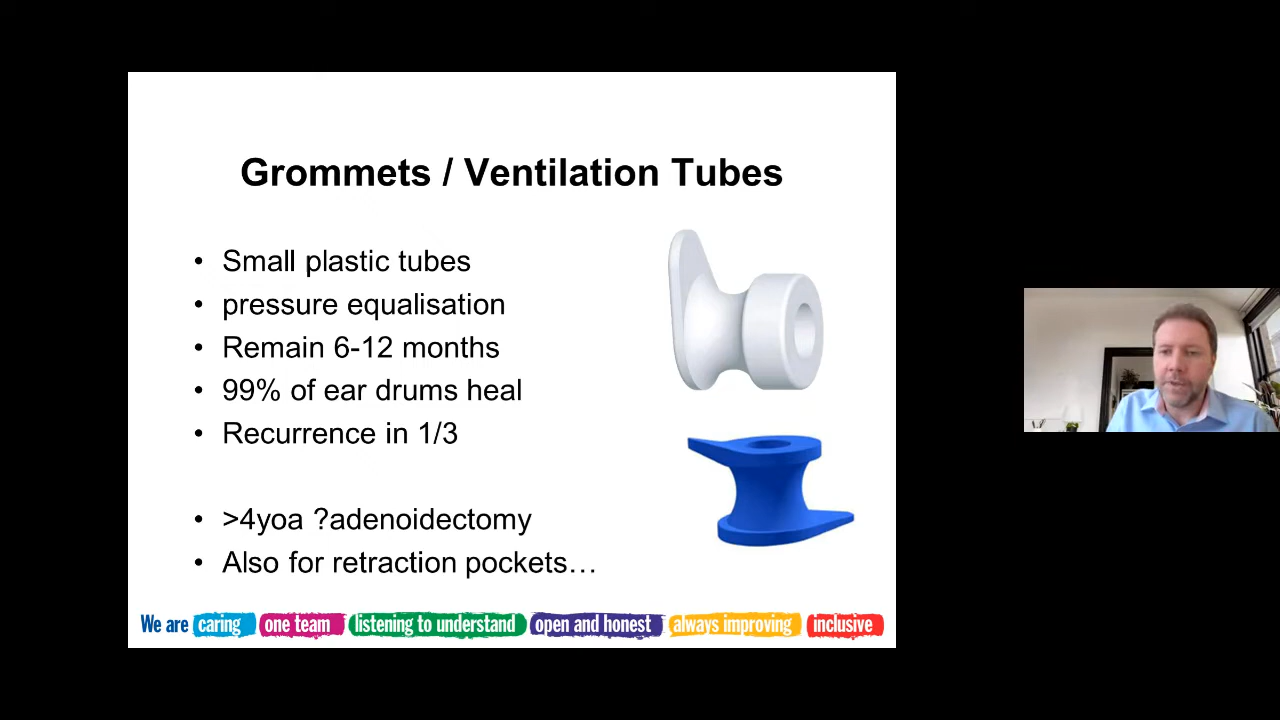 Grommets / Ventilation Tubes
• Small plastic tubes
• pressure equalisation
• Remain 6-12 months
• 99% of ear drums heal
• Recurrence in 1/3
• >4yoa ?adenoidectomy
• Also for retraction pockets…
We are caring one team listening to understand open and honest always improving inclusive